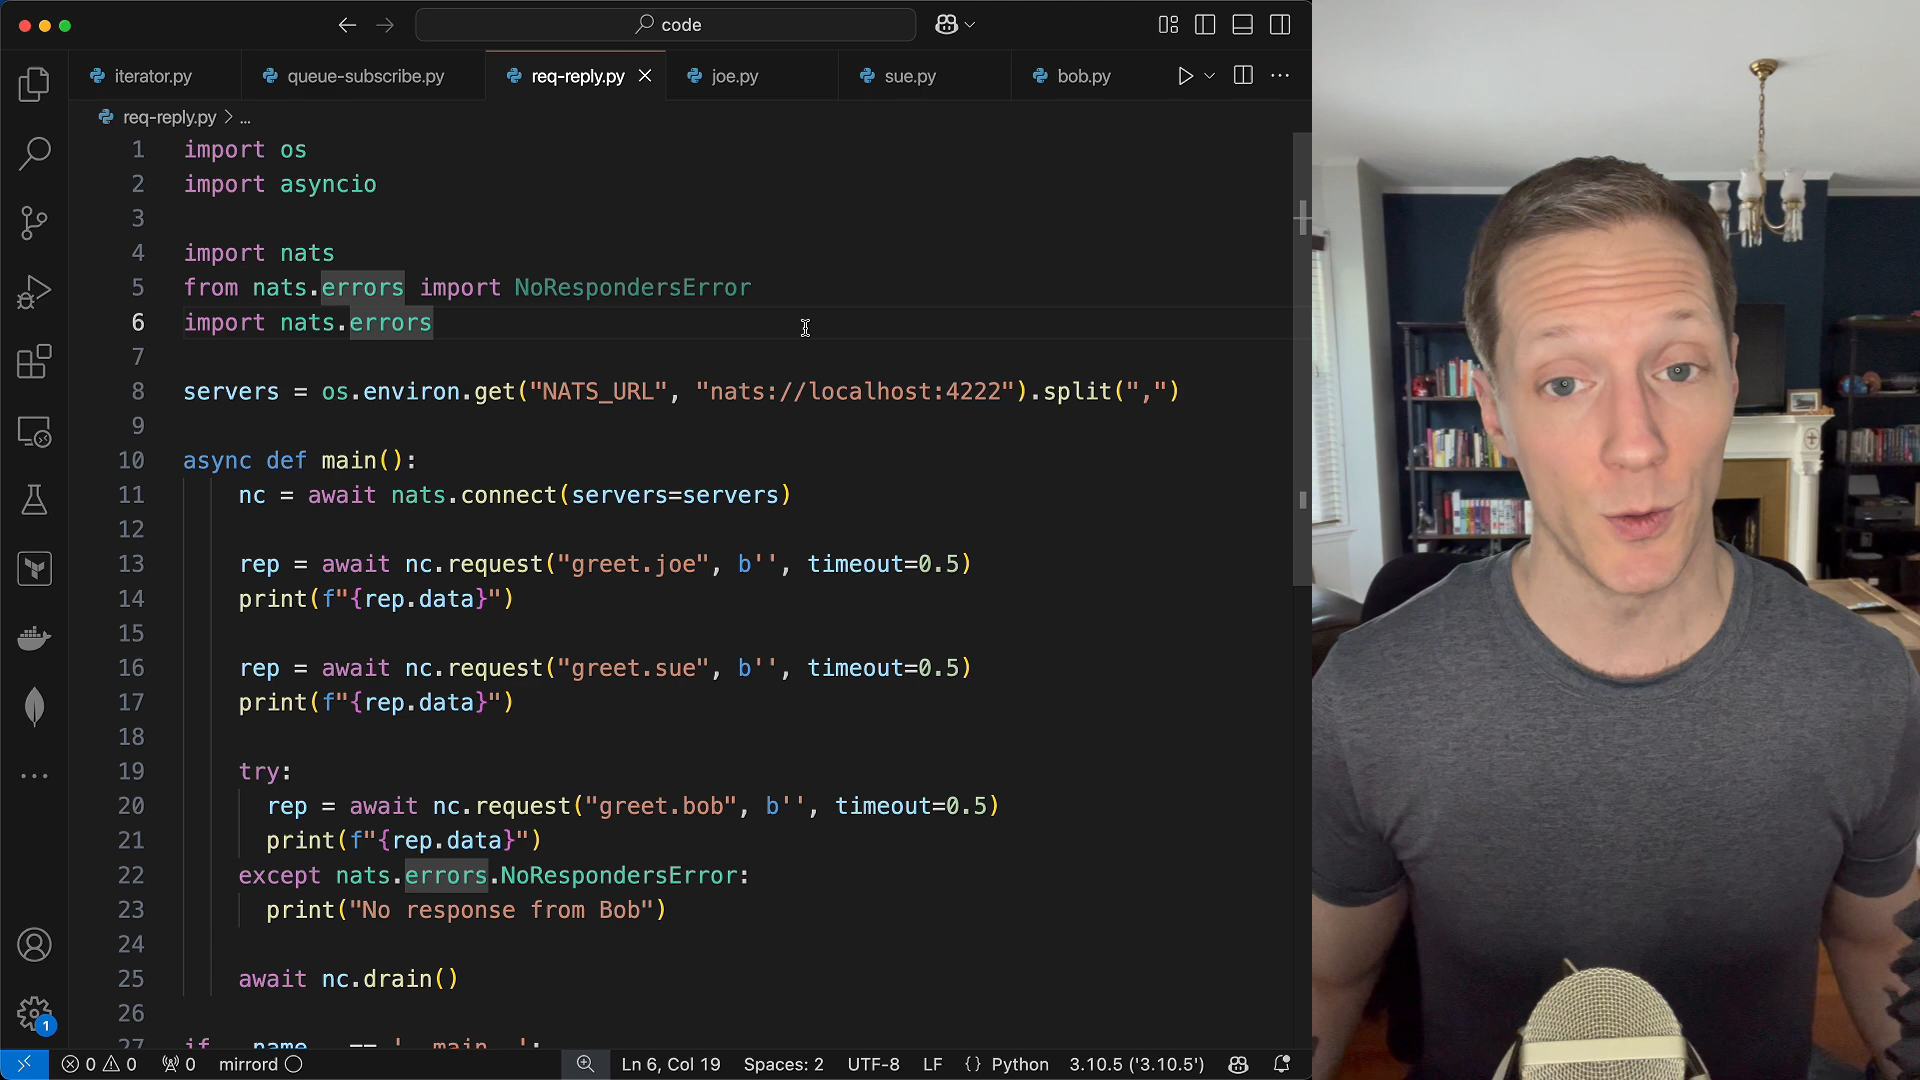 code
iterator.py
queue-subscribe.py
req-reply.py
joe.py
sue.py
bob.py
req-reply.py > ...
1 import os
2 import asyncio
3
4 import nats
5 from nats.errors import NoRespondersError
6 import nats.errors
7
8 servers = os.environ.get("NATS_URL", "nats://localhost:4222").split(",")
9
10 async def main():
11 nc = await nats.connect(servers=servers)
12
13 rep = await nc.request("greet.joe", b'', timeout=0.5)
14 print(f"{rep.data}")
15
16 rep = await nc.request("greet.sue", b'', timeout=0.5)
17 print(f"{rep.data}")
18
19 try:
20 rep = await nc.request("greet.bob", b'', timeout=0.5)
21 print(f"{rep.data}")
22 except nats.errors.NoRespondersError:
23 print("No response from Bob")
24
25 await nc.drain()
26
27 if __name__ == '__main__':
1
0 0 0 mirrord Ln 6, Col 19 Spaces: 2 UTF-8 LF {} Python 3.10.5 ('3.10.5')